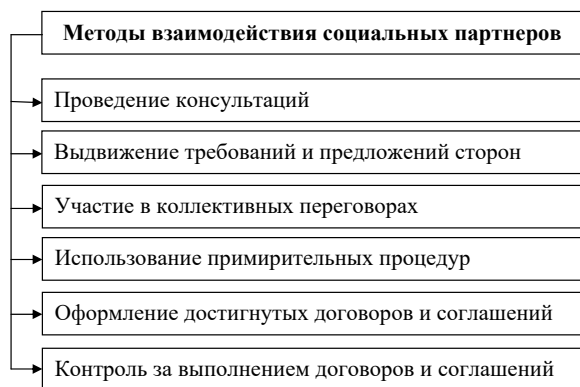 Методы взаимодействия социальных партнеров
Проведение консультаций
Выдвижение требований и предложений сторон
Участие в коллективных переговорах
Использование примирительных процедур
Оформление достигнутых договоров и соглашений
Контроль за выполнением договоров и соглашений